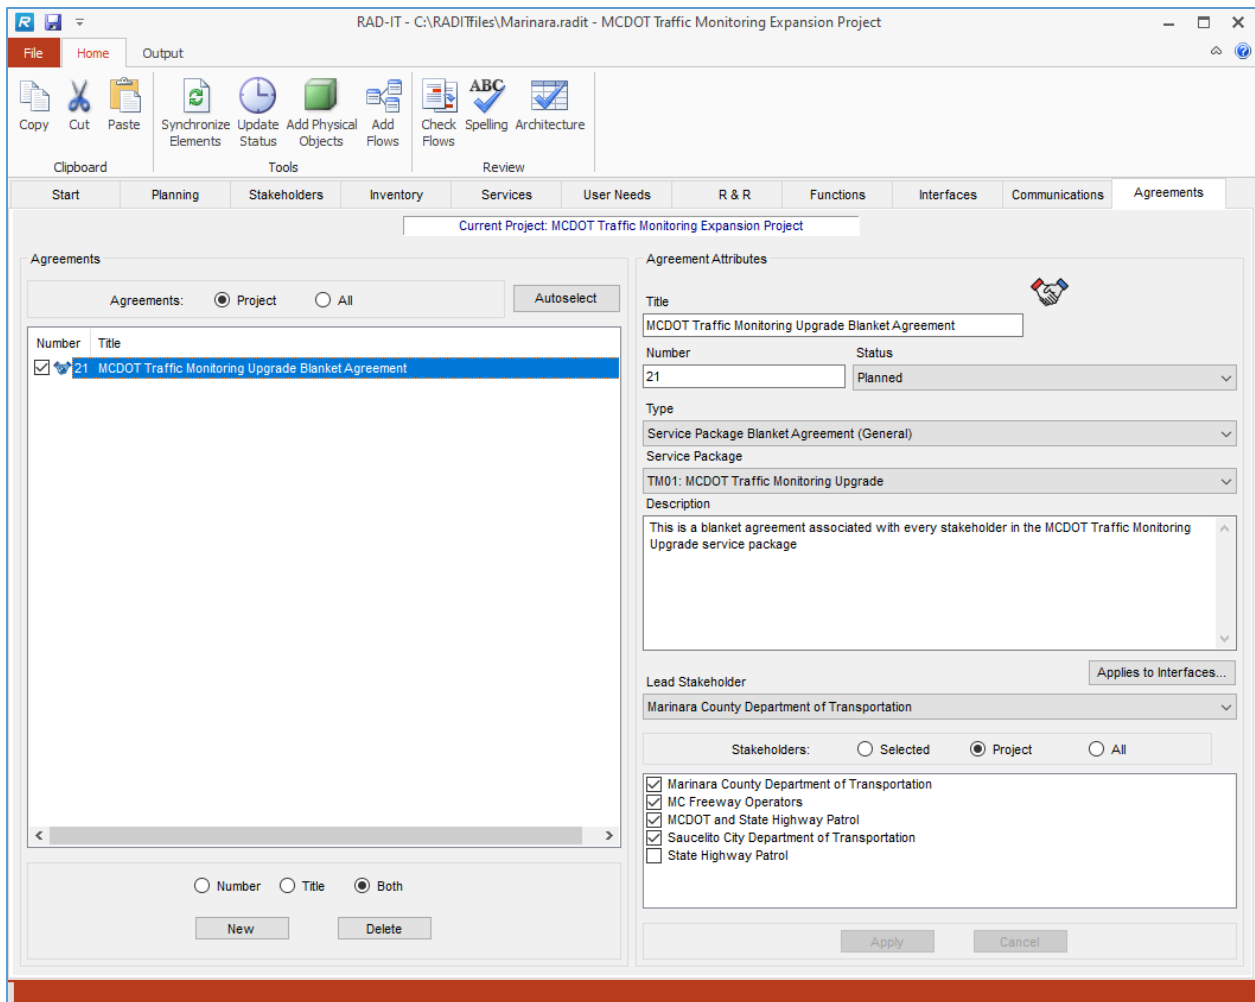 R
RAD-IT - C:\RADITfiles\Marinara.radit - MCDOT Traffic Monitoring Expansion Project
File Home Output
Copy Cut Paste Synchronize Elements Update Status Add Physical Objects Add Flows Check Flows ABC Spelling Architecture
Clipboard Tools Review
Start Planning Stakeholders Inventory Services User Needs R & R Functions Interfaces Communications Agreements
Current Project: MCDOT Traffic Monitoring Expansion Project
Agreements
Agreements: Project All Autoselect
Number Title
21 MCDOT Traffic Monitoring Upgrade Blanket Agreement
Number Title Both
New Delete
Agreement Attributes
Title
MCDOT Traffic Monitoring Upgrade Blanket Agreement
Number Status
21 Planned
Type
Service Package Blanket Agreement (General)
Service Package
TM01: MCDOT Traffic Monitoring Upgrade
Description
This is a blanket agreement associated with every stakeholder in the MCDOT Traffic Monitoring
Upgrade service package
Applies to Interfaces...
Lead Stakeholder
Marinara County Department of Transportation
Stakeholders: Selected Project All
Marinara County Department of Transportation
MC Freeway Operators
MCDOT and State Highway Patrol
Saucelito City Department of Transportation
State Highway Patrol
Apply Cancel